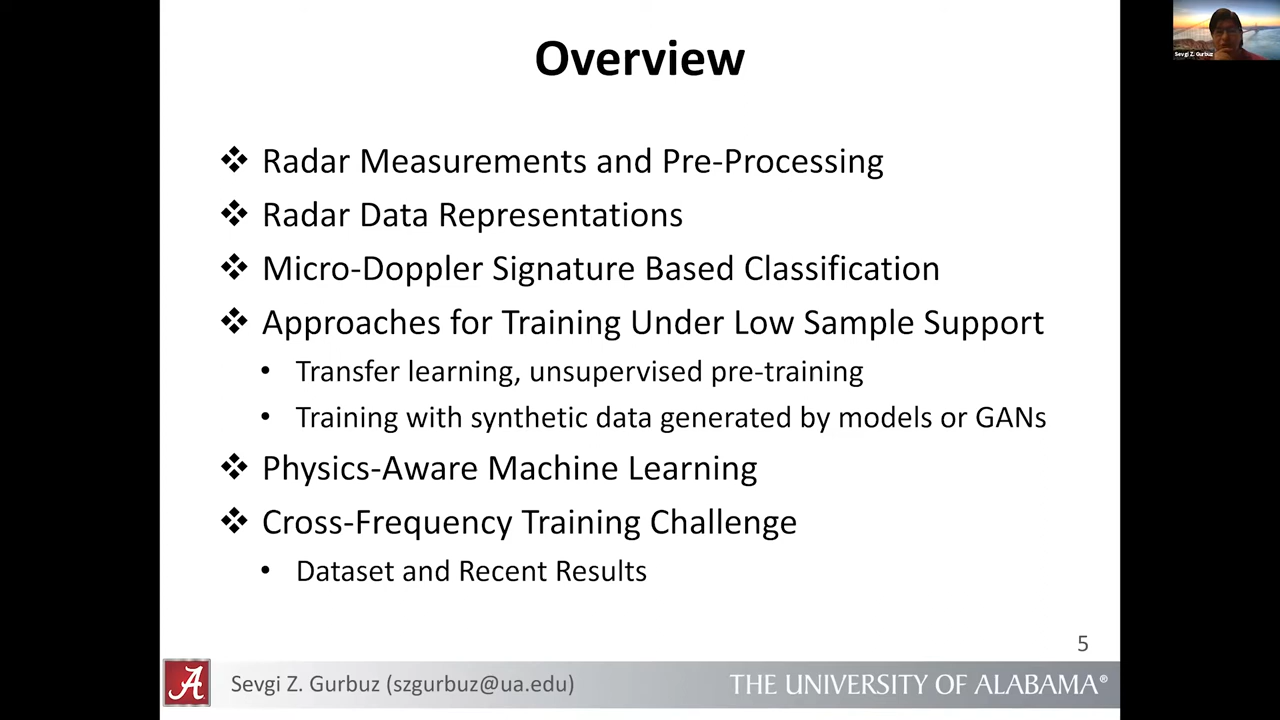 Overview
Sevgi Z. Gurbuz
❖ Radar Measurements and Pre-Processing
❖ Radar Data Representations
❖ Micro-Doppler Signature Based Classification
❖ Approaches for Training Under Low Sample Support
• Transfer learning, unsupervised pre-training
• Training with synthetic data generated by models or GANs
❖ Physics-Aware Machine Learning
❖ Cross-Frequency Training Challenge
• Dataset and Recent Results
5
A Sevgi Z. Gurbuz (szgurbuz@ua.edu) THE UNIVERSITY OF ALABAMA®